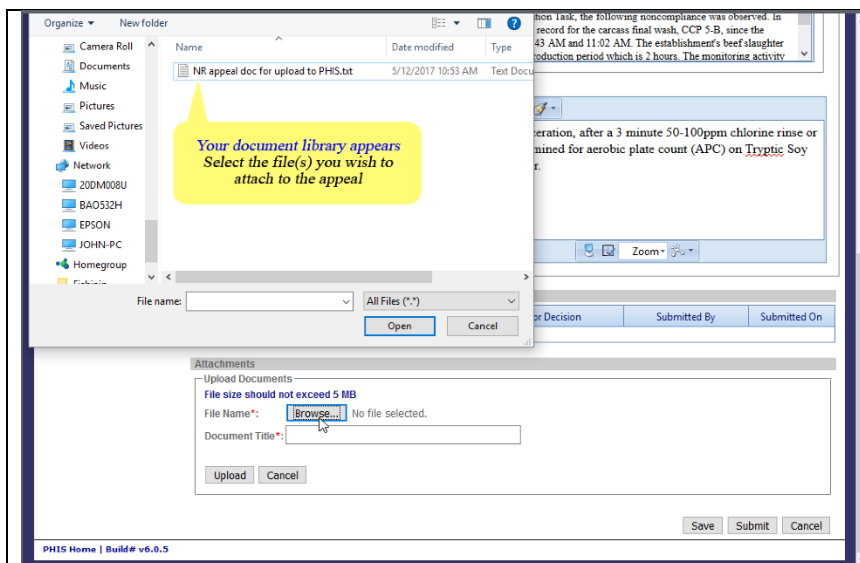 Organize New folder
Camera Roll
Documents
Music
Pictures
Saved Pictures
Videos
Network
20DM008U
BAO532H
EPSON
JOHN-PC
Homegroup
Name Date modified Type
NR appeal doc for upload to PHIS.txt 5/12/2017 10:53 AM Text Docu
Your document library appears
Select the file(s) you wish to
attach to the appeal
File name: All Files (*.*)
Open Cancel
tion Task, the following noncompliance was observed. In
record for the carcass final wash, CCP 5-B, since the
43 AM and 11:02 AM. The establishment's beef slaughter
roduction period which is 2 hours. The monitoring activity
eration, after a 3 minute 50-100ppm chlorine rinse or
mined for aerobic plate count (APC) on Tryptic Soy
r.
Zoom
or Decision Submitted By Submitted On
Attachments
Upload Documents
File size should not exceed 5 MB
File Name*: Browse... No file selected.
Document Title*:
Upload Cancel
Save Submit Cancel
PHIS Home | Build# v6.0.5